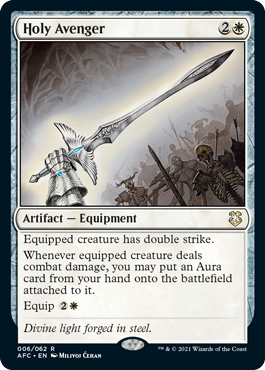 Holy Avenger 2
Artifact — Equipment
Equipped creature has double strike.
Whenever equipped creature deals
combat damage, you may put an Aura
card from your hand onto the battlefield
attached to it.
Equip 2
Divine light forged in steel.
006/062 R
AFC • EN Milivoj Ćeran
™ & © 2021 Wizards of the Coast